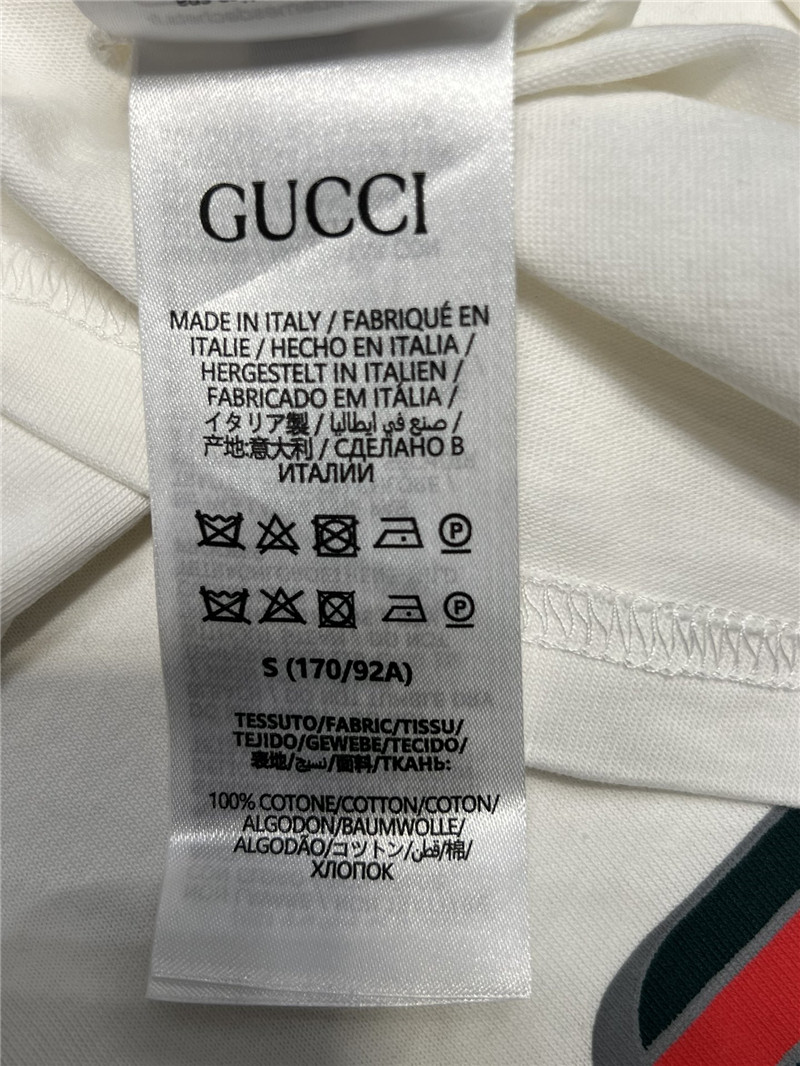 GUCCI
MADE IN ITALY / FABRIQUÉ EN
ITALIE / HECHO EN ITALIA /
HERGESTELT IN ITALIEN /
FABRICADO EM ITÁLIA /
イタリア製 / صنع في ايطاليا /
产地:意大利 / СДЕЛАНО В
ИТАЛИИ
P
P
S (170/92A)
TESSUTO/FABRIC/TISSU/
TEJIDO/GEWEBE/TECIDO/
表地/نسيج/面料/TKAHb:
100% COTONE/COTTON/COTON/
ALGODON/BAUMWOLLE/
ALGODÃO/コットン/قطن/棉/
ХЛОПОК